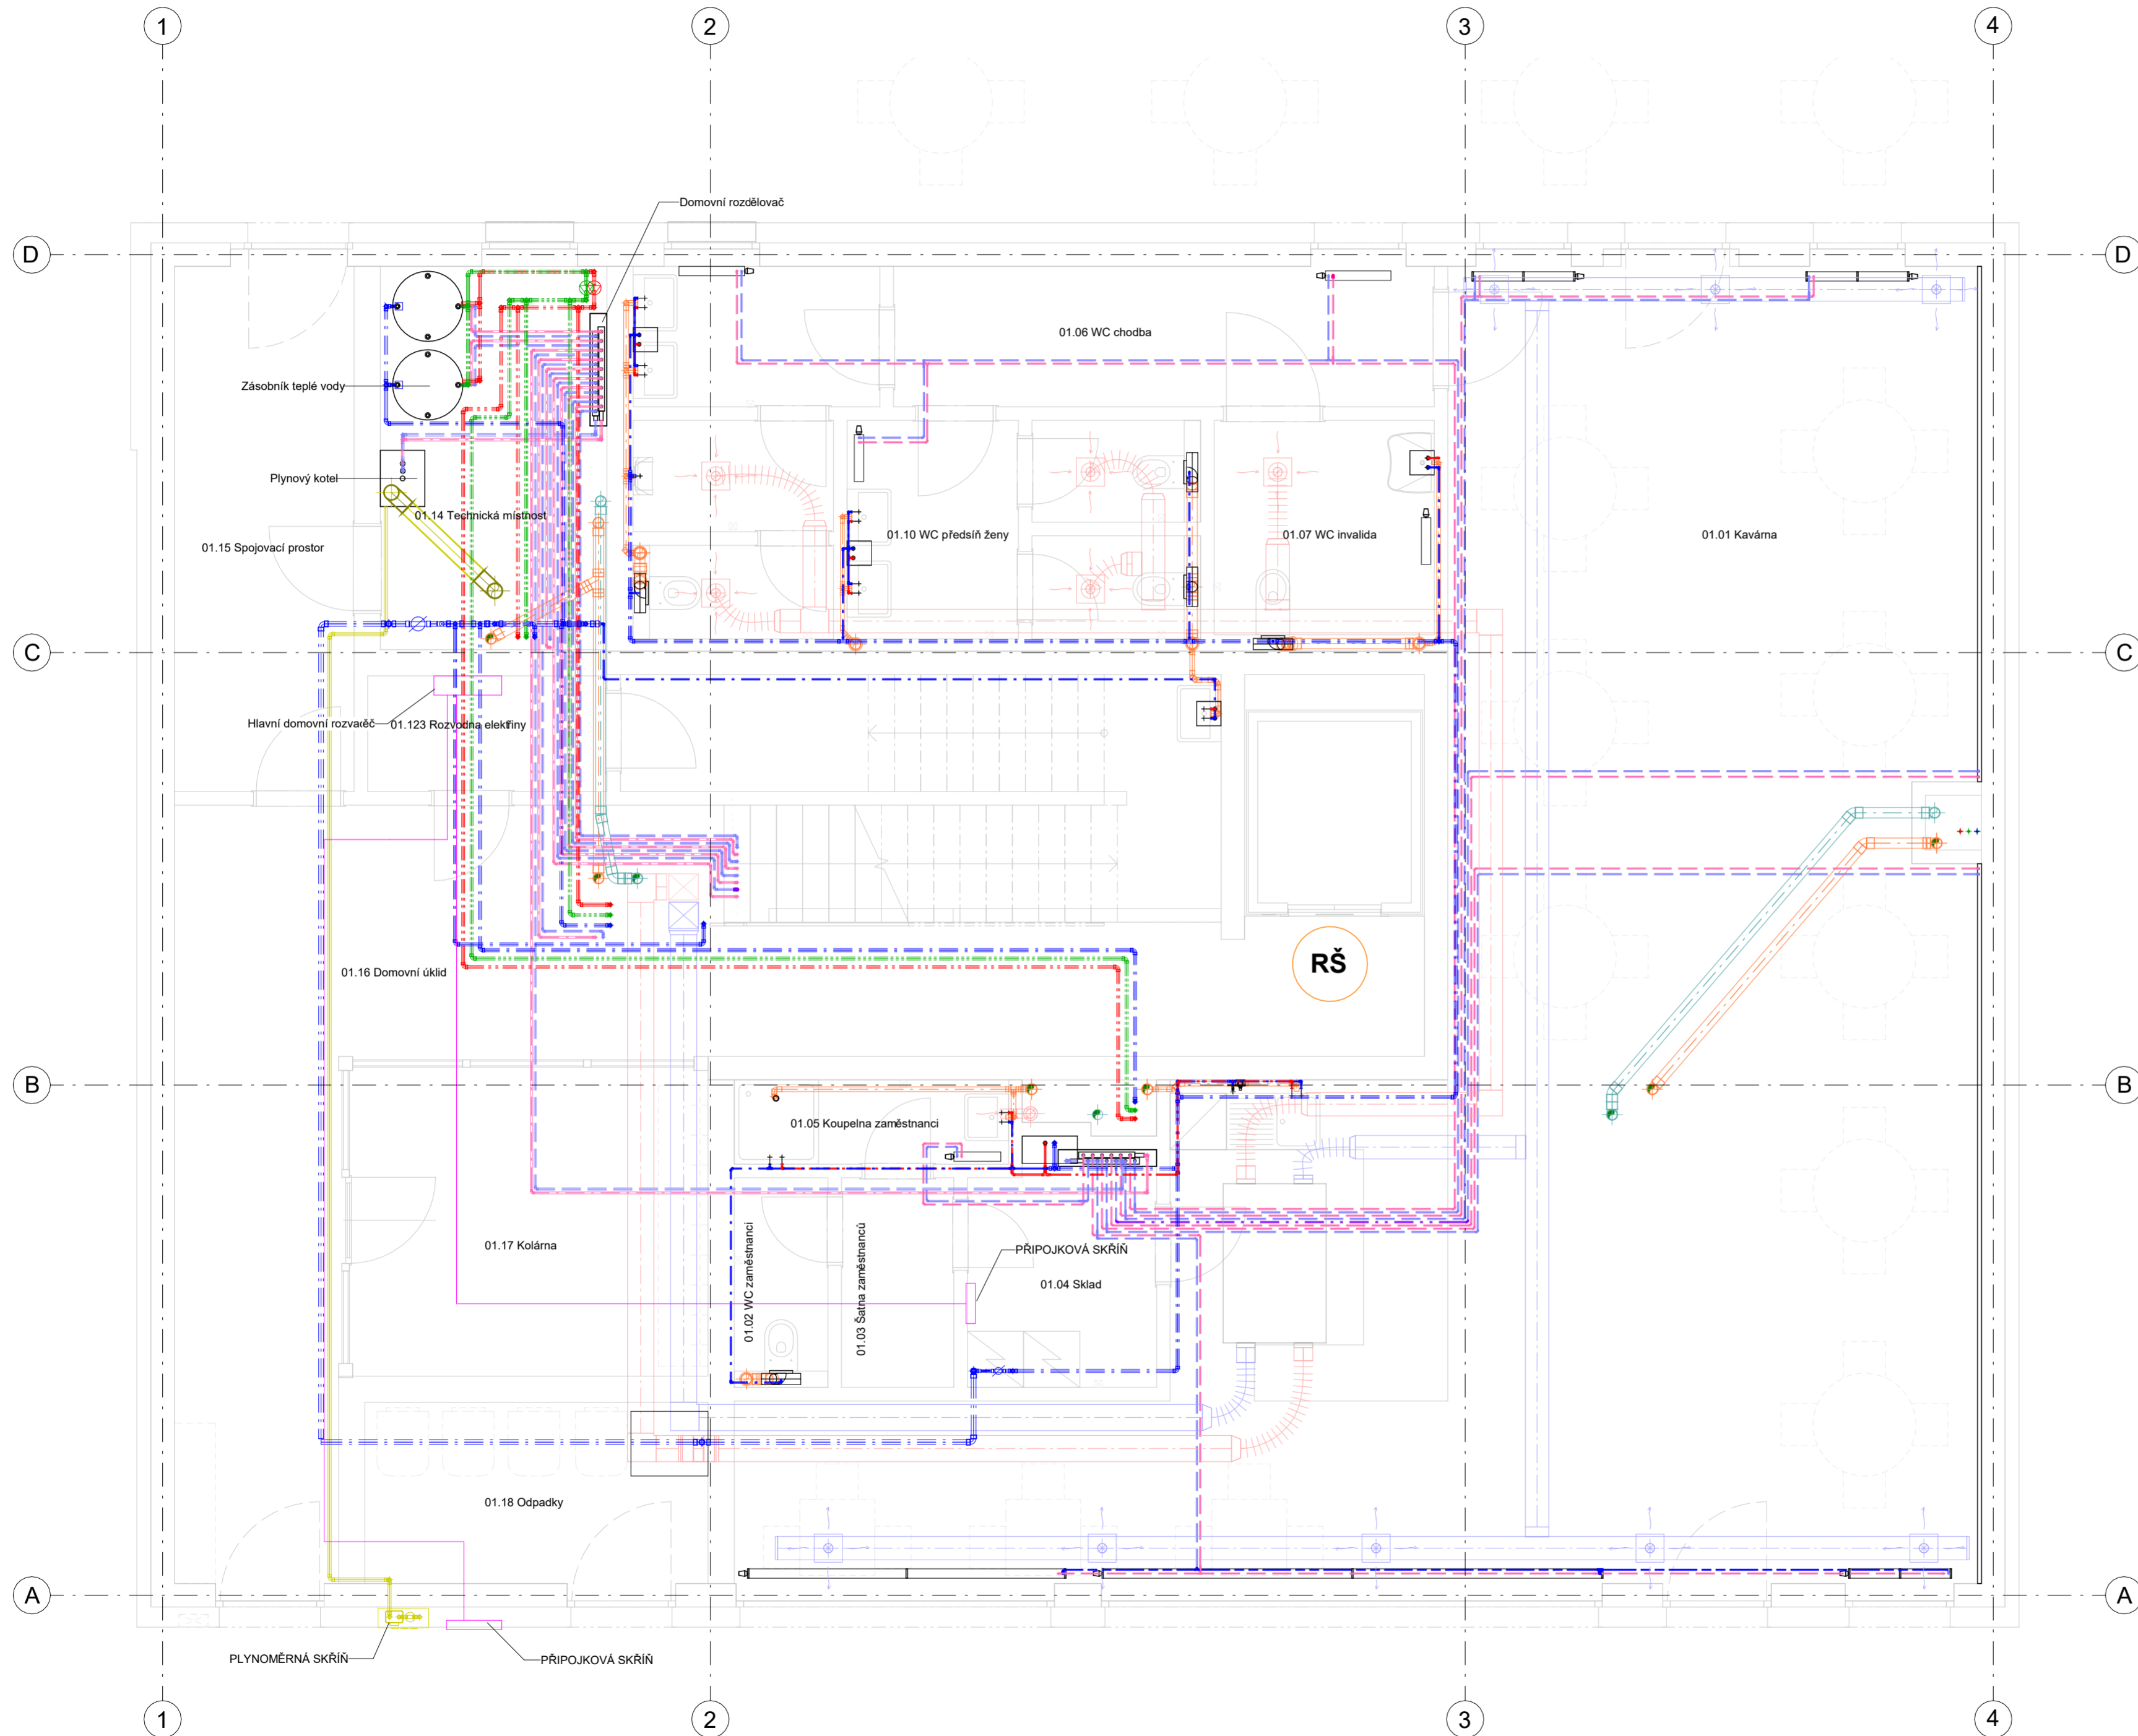 1
2
3
4
Domovní rozdělovač
D
D
01.06 WC chodba
Zásobník teplé vody
Plynový kotel
01.14 Technická místnost
01.15 Spojovací prostor
01.10 WC předsíň ženy
01.07 WC invalida
01.01 Kavárna
C
C
Hlavní domovní rozvaděč
01.123 Rozvodna elektřiny
RŠ
01.16 Domovní úklid
B
B
01.05 Koupelna zaměstnanci
01.17 Kolárna
01.02 WC zaměstnanci
01.03 Šatna zaměstnanců
PŘIPOJKOVÁ SKŘÍŇ
01.04 Sklad
01.18 Odpadky
A
A
PLYNOMĚRNÁ SKŘÍŇ
PŘIPOJKOVÁ SKŘÍŇ
1
2
3
4